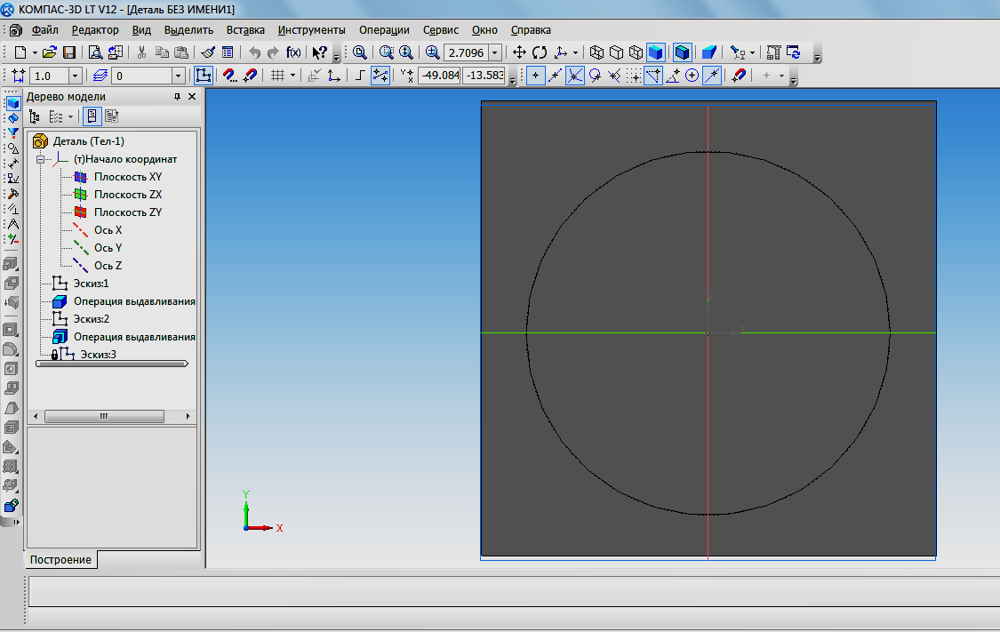 КОМПАС-3D LT V12 - [Деталь БЕЗ ИМЕНИ1]
Файл Редактор Вид Выделить Вставка Инструменты Операции Сервис Окно Справка
f(x) 2.7096
1.0 0 -49.084 -13.583
Дерево модели
Деталь (Тел-1)
(т)Начало координат
Плоскость XY
Плоскость ZX
Плоскость ZY
Ось X
Ось Y
Ось Z
Эскиз:1
Операция выдавливания
Эскиз:2
Операция выдавливания
Эскиз:3
Y
X
Y
X
Построение